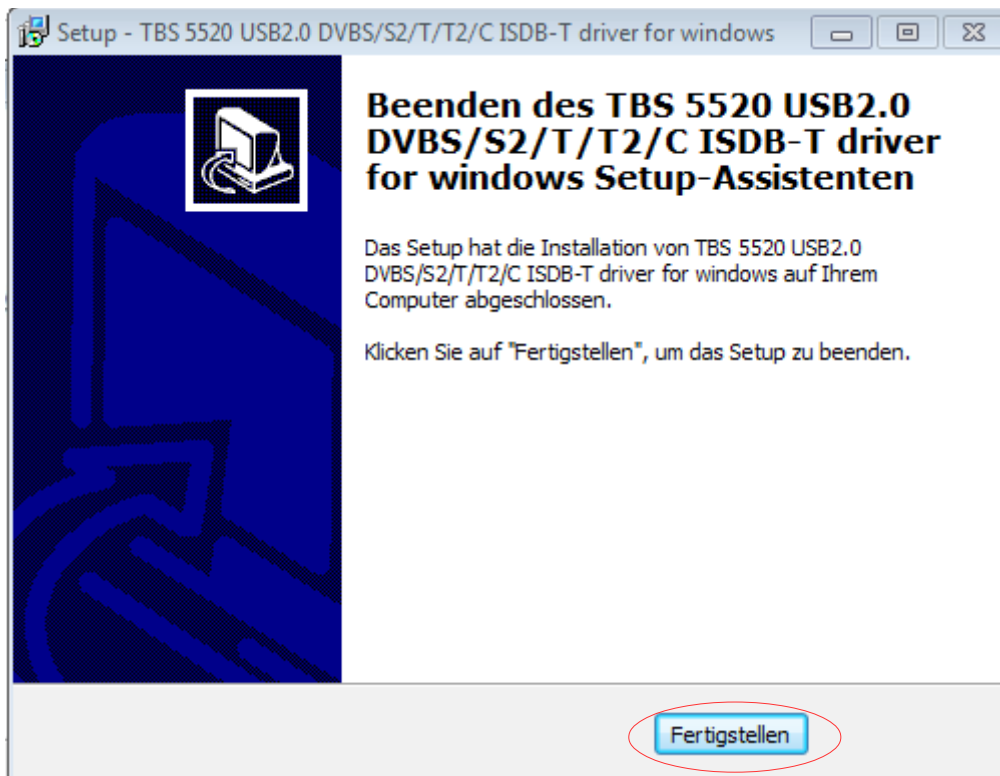 Setup - TBS 5520 USB2.0 DVBS/S2/T/T2/C ISDB-T driver for windows
Beenden des TBS 5520 USB2.0
DVBS/S2/T/T2/C ISDB-T driver
for windows Setup-Assistenten
Das Setup hat die Installation von TBS 5520 USB2.0
DVBS/S2/T/T2/C ISDB-T driver for windows auf Ihrem
Computer abgeschlossen.
Klicken Sie auf "Fertigstellen", um das Setup zu beenden.
Fertigstellen